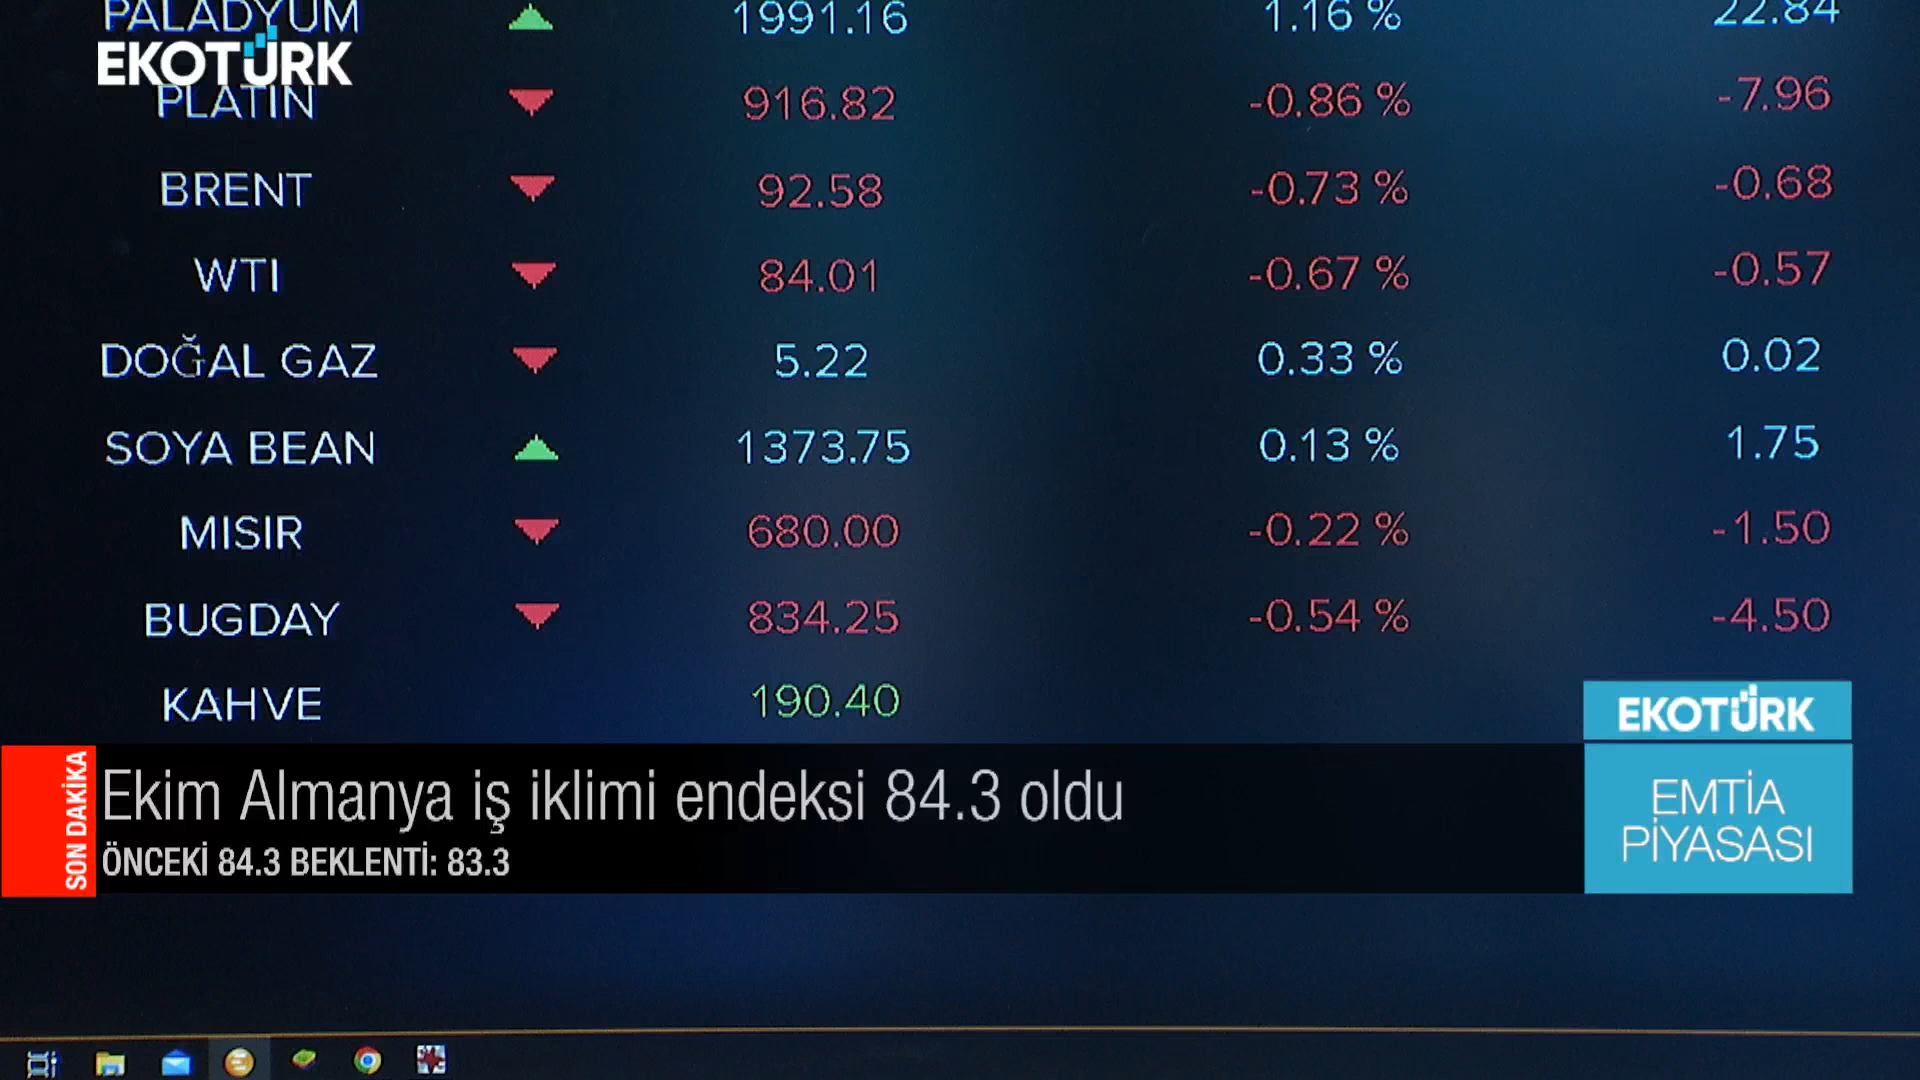 PALADYUM 1991.16 1.16 % 22.84
EKOTÜRK
PLATIN 916.82 -0.86 % -7.96
BRENT 92.58 -0.73 % -0.68
WTI 84.01 -0.67 % -0.57
DOĞAL GAZ 5.22 0.33 % 0.02
SOYA BEAN 1373.75 0.13 % 1.75
MISIR 680.00 -0.22 % -1.50
BUGDAY 834.25 -0.54 % -4.50
KAHVE 190.40
EKOTÜRK
SON DAKİKA
Ekim Almanya iş iklimi endeksi 84.3 oldu
ÖNCEKİ 84.3 BEKLENTİ: 83.3
EMTİA
PİYASASI